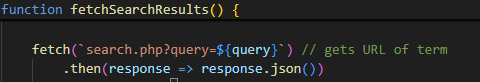 function fetchSearchResults() {
fetch(`search.php?query=${query}`) // gets URL of term
.then(response => response.json())